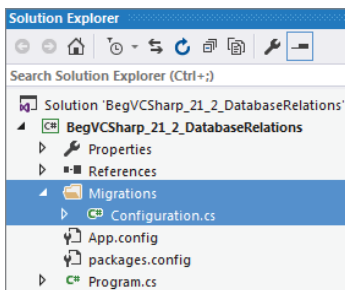 Solution Explorer
Search Solution Explorer (Ctrl+;)
Solution 'BegVCSharp_21_2_DatabaseRelations'
C# BegVCSharp_21_2_DatabaseRelations
Properties
References
Migrations
C# Configuration.cs
App.config
packages.config
C# Program.cs